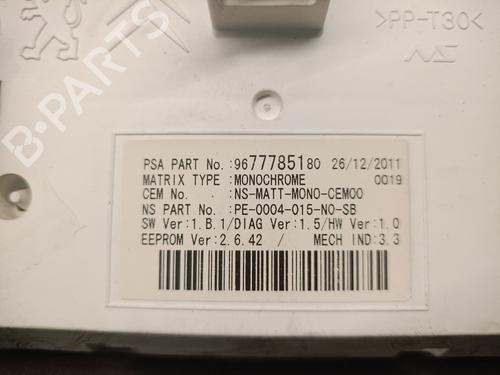 >PP-T30<
NS
PSA PART No.:9677785180 26/12/2011
MATRIX TYPE :MONOCHROME 0019
CEM No. :NS-MATT-MONO-CEM00
NS PART No. :PE-0004-015-NO-SB
SW Ver:1.B.1/DIAG Ver:1.5/HW Ver:1.0
EEPROM Ver:2.6.42 / MECH IND:3.3
B-PARTS